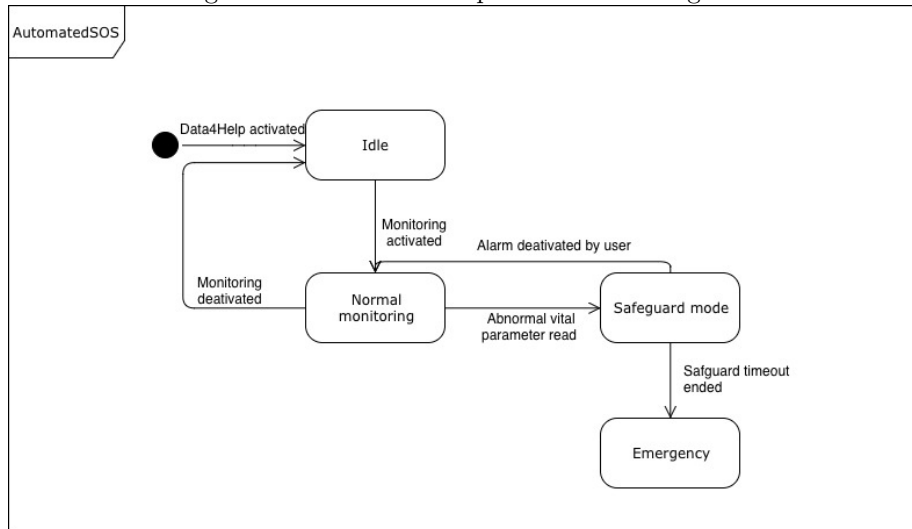 AutomatedSOS
Data4Help activated
Idle
Monitoring
activated
Alarm deativated by user
Monitoring
deativated
Normal
monitoring
Abnormal vital
parameter read
Safeguard mode
Safguard timeout
ended
Emergency